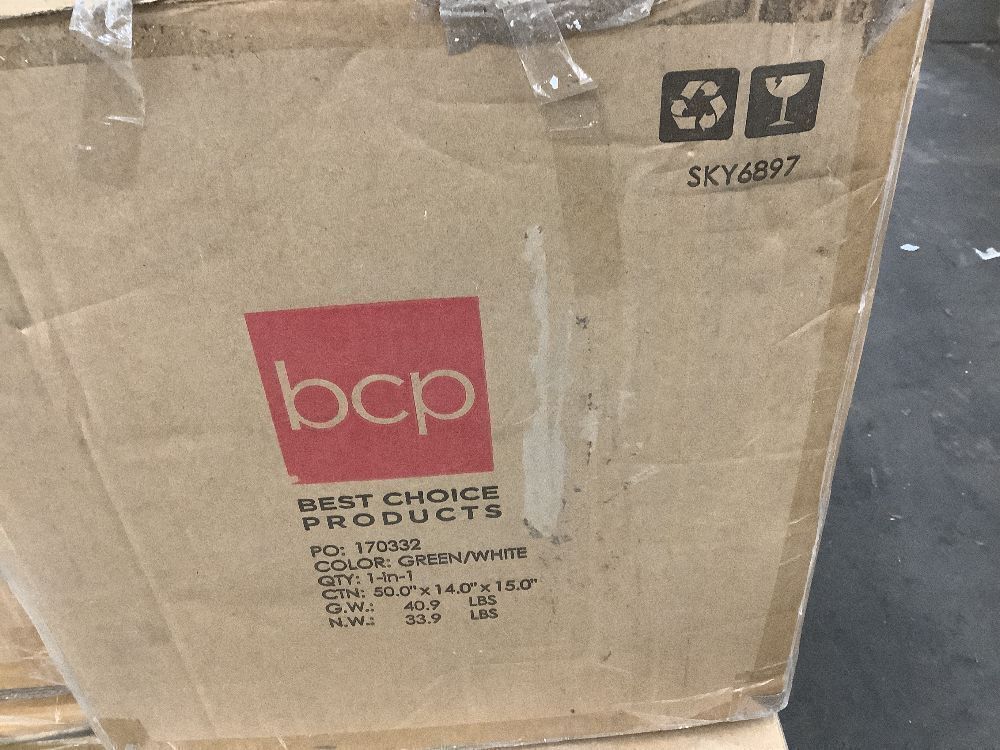 SKY6897
bcp
BEST CHOICE
PRODUCTS
PO: 170332
COLOR: GREEN/WHITE
QTY: 1-in-1
CTN: 50.0" x 14.0" x 15.0"
G.W.: 40.9 LBS
N.W.: 33.9 LBS